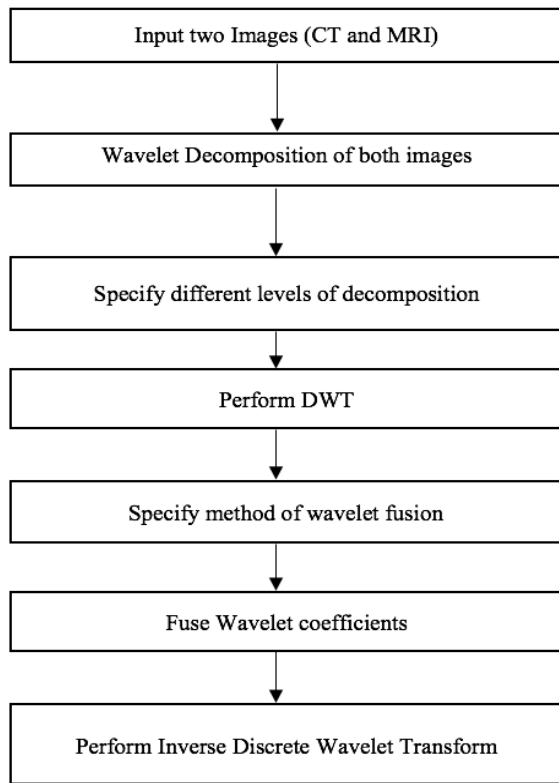 Input two Images (CT and MRI)
Wavelet Decomposition of both images
Specify different levels of decomposition
Perform DWT
Specify method of wavelet fusion
Fuse Wavelet coefficients
Perform Inverse Discrete Wavelet Transform